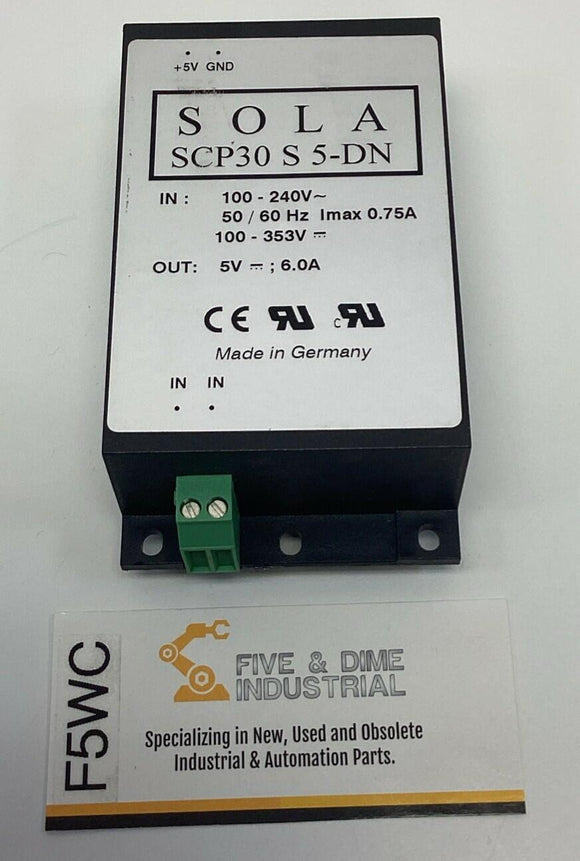 +5V GND
SOLA
SCP30 S 5-DN
IN : 100 - 240V~
50 / 60 Hz Imax 0.75A
100 - 353V ⎓
OUT: 5V ⎓ ; 6.0A
CE RU cRU
Made in Germany
IN IN
F5WC
FIVE & DIME
INDUSTRIAL
Specializing in New, Used and Obsolete
Industrial & Automation Parts.